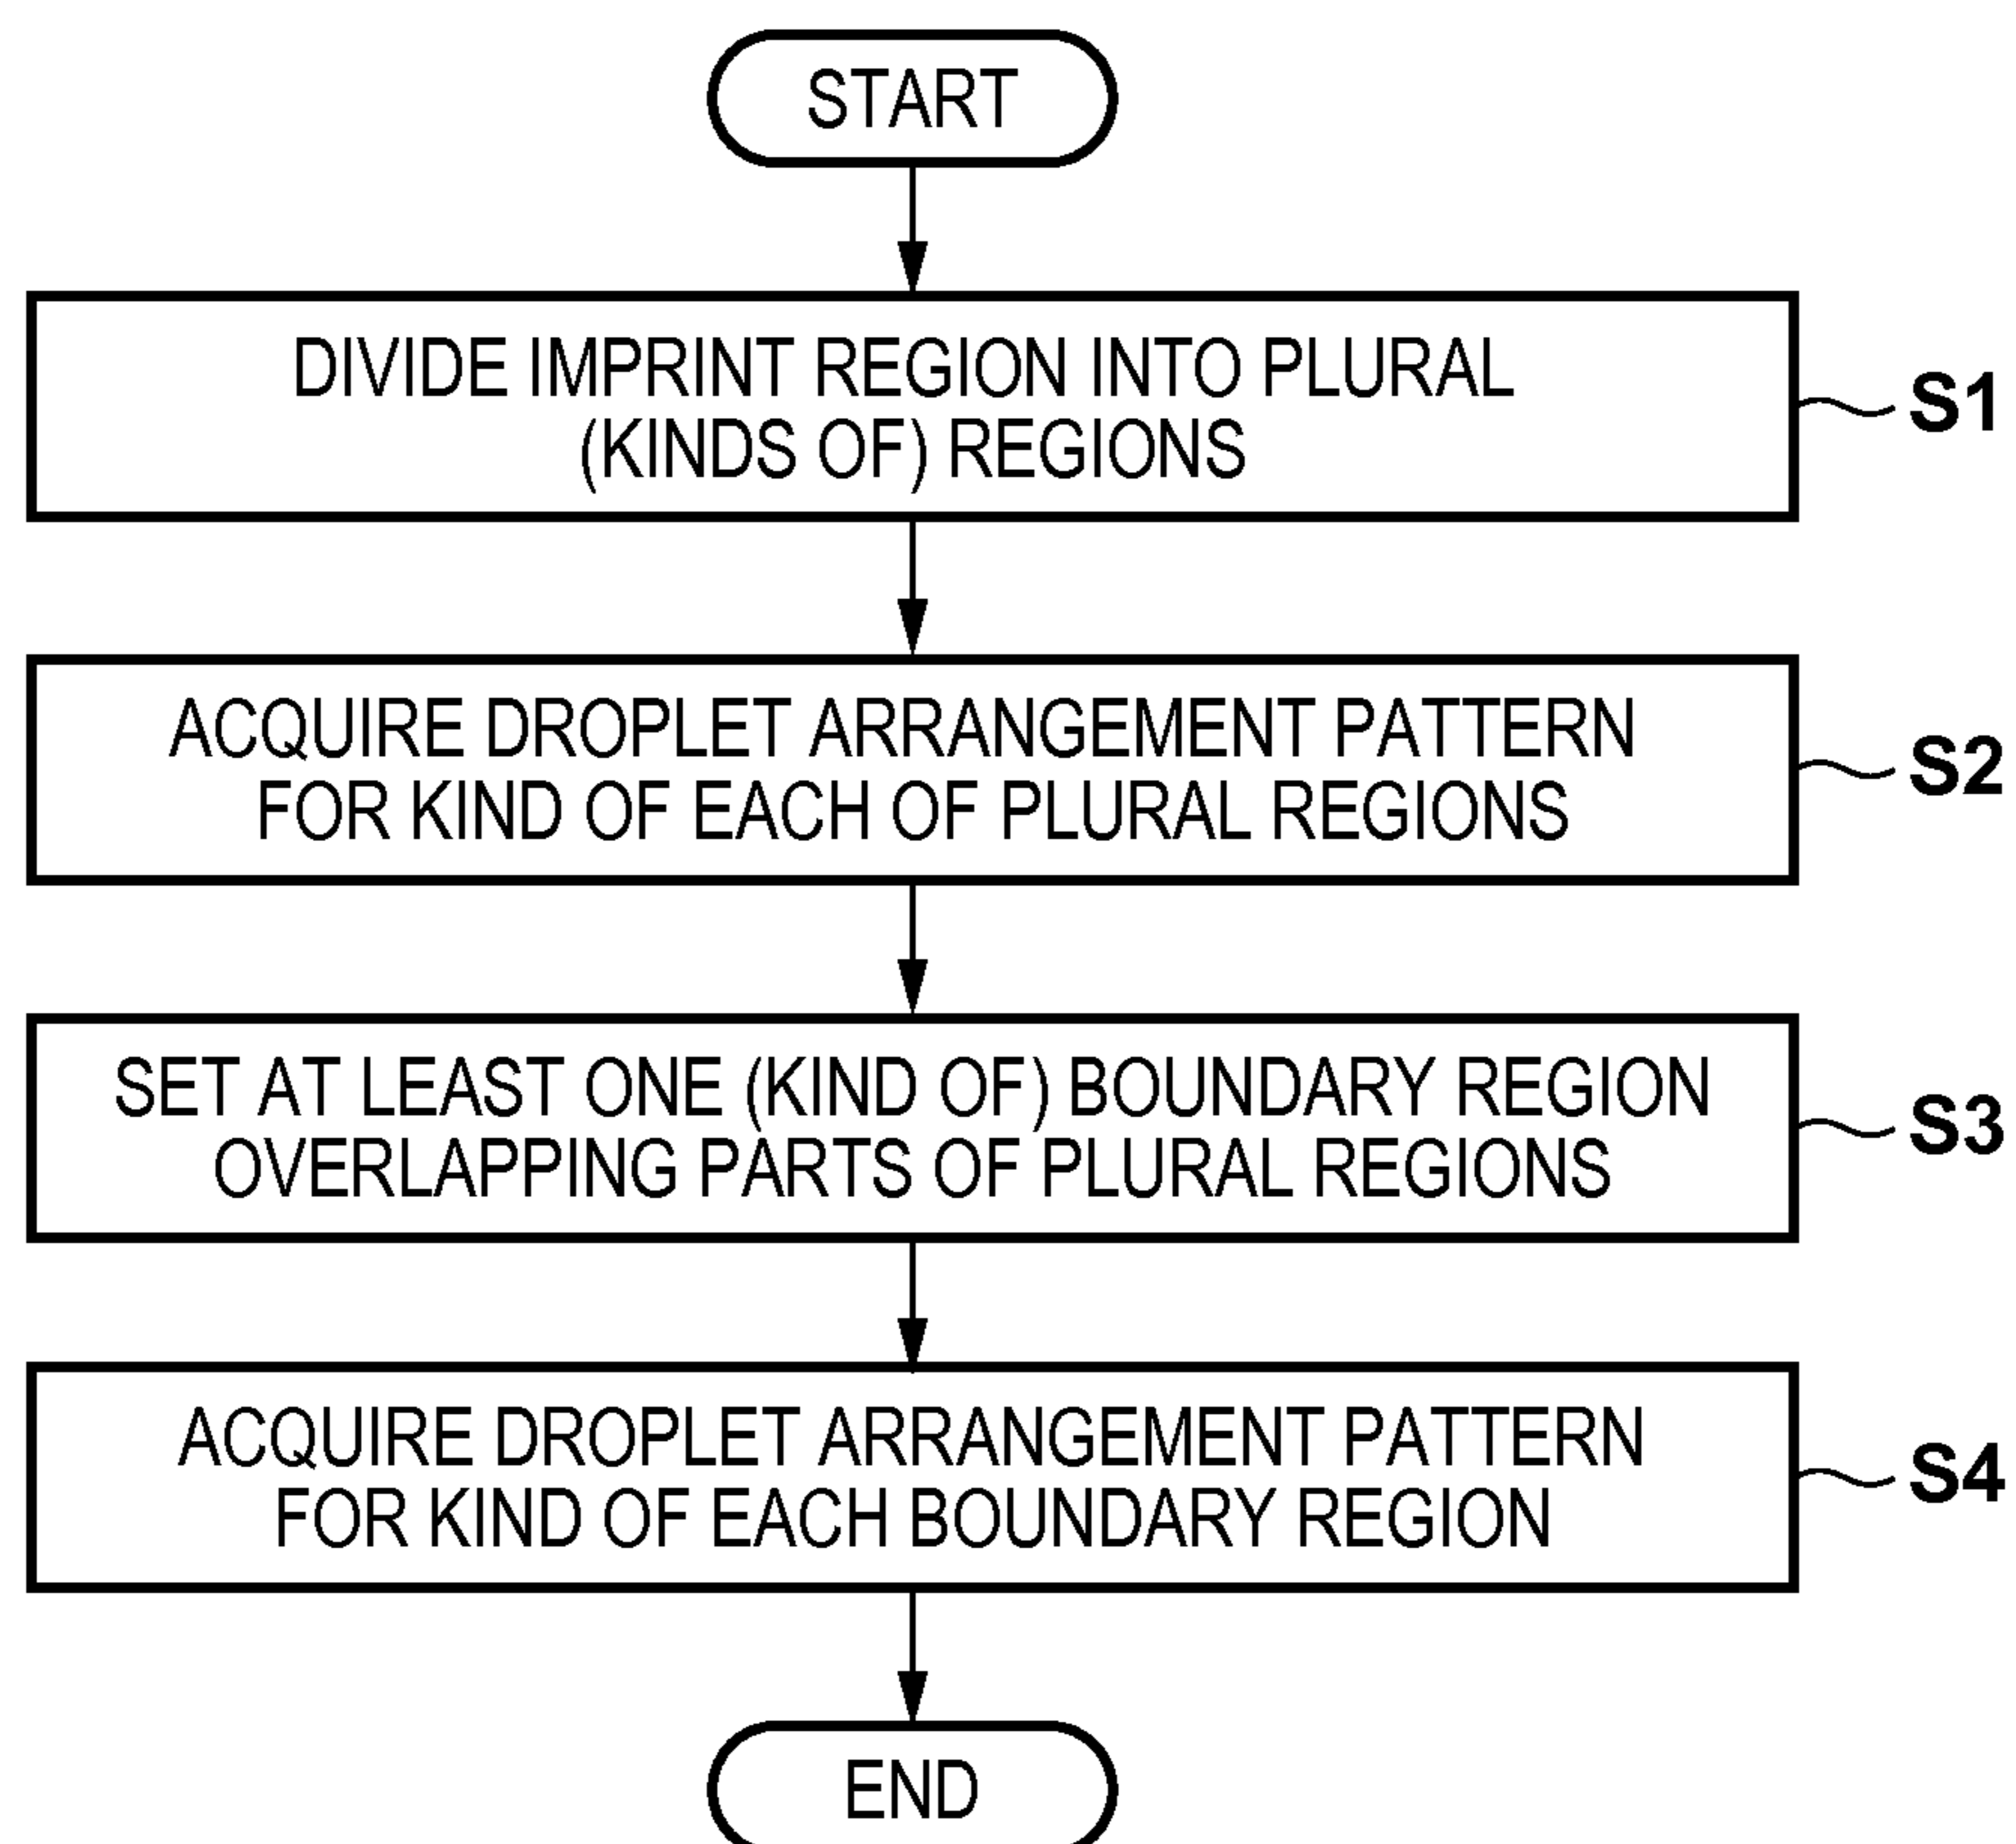 START
DIVIDE IMPRINT REGION INTO PLURAL
(KINDS OF) REGIONS
S1
ACQUIRE DROPLET ARRANGEMENT PATTERN
FOR KIND OF EACH OF PLURAL REGIONS
S2
SET AT LEAST ONE (KIND OF) BOUNDARY REGION
OVERLAPPING PARTS OF PLURAL REGIONS
S3
ACQUIRE DROPLET ARRANGEMENT PATTERN
FOR KIND OF EACH BOUNDARY REGION
S4
END